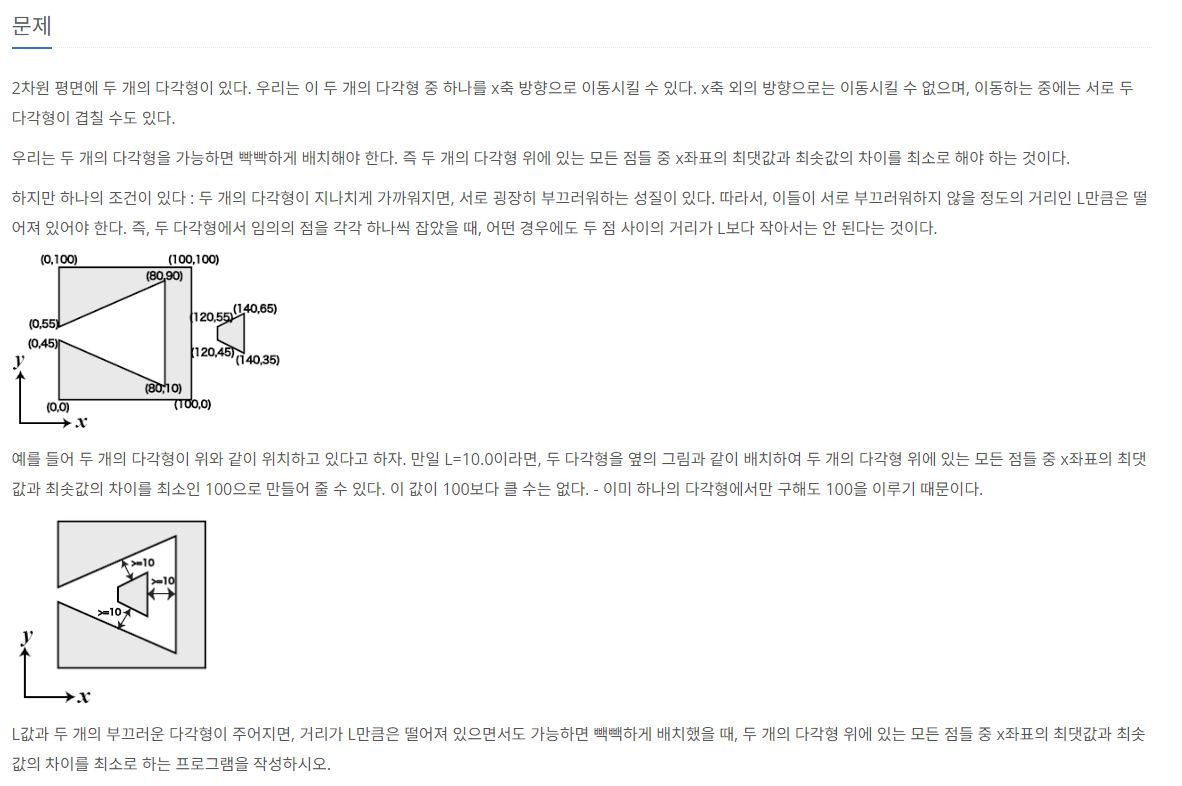 문제
2차원 평면에 두 개의 다각형이 있다. 우리는 이 두 개의 다각형 중 하나를 x축 방향으로 이동시킬 수 있다. x축 외의 방향으로는 이동시킬 수 없으며, 이동하는 중에는 서로 두
다각형이 겹칠 수도 있다.
우리는 두 개의 다각형을 가능하면 빡빡하게 배치해야 한다. 즉 두 개의 다각형 위에 있는 모든 점들 중 x좌표의 최댓값과 최솟값의 차이를 최소로 해야 하는 것이다.
하지만 하나의 조건이 있다 : 두 개의 다각형이 지나치게 가까워지면, 서로 굉장히 부끄러워하는 성질이 있다. 따라서, 이들이 서로 부끄러워하지 않을 정도의 거리인 L만큼은 떨
어져 있어야 한다. 즉, 두 다각형에서 임의의 점을 각각 하나씩 잡았을 때, 어떤 경우에도 두 점 사이의 거리가 L보다 작아서는 안 된다는 것이다.
(0,100) (100,100)
(80,90)
(140,65)
(120,55)
(0,55)
(0,45)
(120,45)
(140,35)
y
(80,10)
(0,0) (100,0)
x
예를 들어 두 개의 다각형이 위와 같이 위치하고 있다고 하자. 만일 L=10.0이라면, 두 다각형을 옆의 그림과 같이 배치하여 두 개의 다각형 위에 있는 모든 점들 중 x좌표의 최댓
값과 최솟값의 차이를 최소인 100으로 만들어 줄 수 있다. 이 값이 100보다 클 수는 없다. - 이미 하나의 다각형에서만 구해도 100을 이루기 때문이다.
>=10
>=10
>=10
y
x
L값과 두 개의 부끄러운 다각형이 주어지면, 거리가 L만큼은 떨어져 있으면서도 가능하면 빽빽하게 배치했을 때, 두 개의 다각형 위에 있는 모든 점들 중 x좌표의 최댓값과 최솟
값의 차이를 최소로 하는 프로그램을 작성하시오.